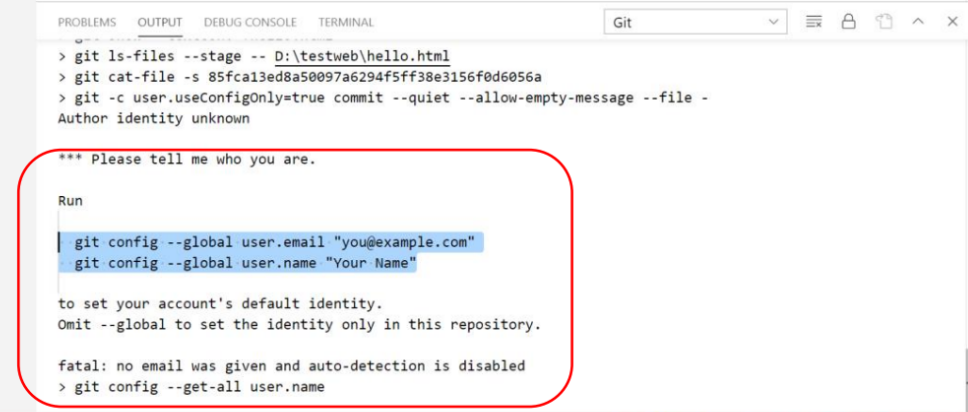 PROBLEMS OUTPUT DEBUG CONSOLE TERMINAL Git
> git ls-files --stage -- D:\testweb\hello.html
> git cat-file -s 85fca13ed8a50097a6294f5ff38e3156f0d6056a
> git -c user.useConfigOnly=true commit --quiet --allow-empty-message --file -
Author identity unknown
*** Please tell me who you are.
Run
git config --global user.email "you@example.com"
git config --global user.name "Your Name"
to set your account's default identity.
Omit --global to set the identity only in this repository.
fatal: no email was given and auto-detection is disabled
> git config --get-all user.name